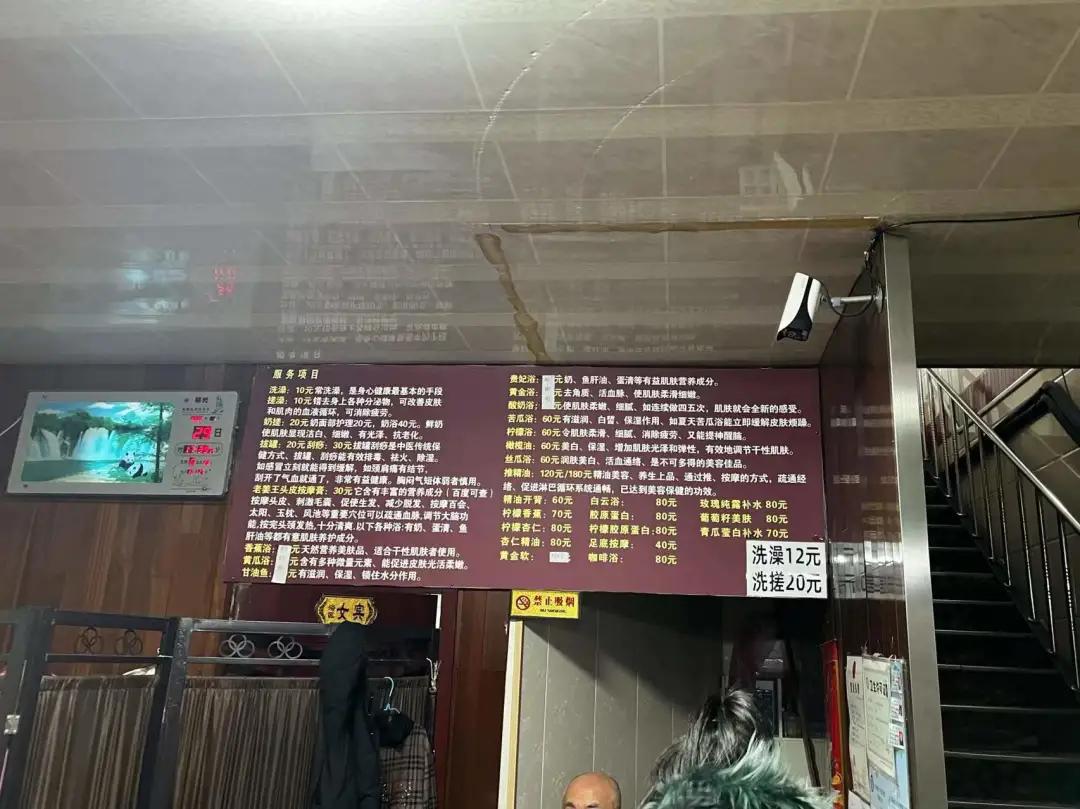 服务项目
洗澡：10元常洗澡，是身心健康最基本的手段
搓澡：10元错去身上各种分泌物，可改善皮肤
和肌肉的血液循环，可消除疲劳。
奶搓：20元奶面部护理20元，奶浴40元。鲜奶
使肌肤显现洁白、细嫩、有光泽、抗老化。
拔罐：20元刮痧：30元拔罐刮痧是中医传统保
健方式、拔罐、刮痧能有效排毒、祛火、除湿。
如感冒立刻就能得到缓解，如颈肩痛有结节，
刮开了气血就通了，非常有益健康。胸闷气短体弱者慎用。
老姜王头皮按摩膏：30元它含有丰富的营养成分（百度可查）
按摩头皮、刺激毛囊、促使生发、减少脱发、按摩百会、
太阳、玉枕、风池等重要穴位可以疏通血脉，调节大脑功
能，按完头颈发热，十分清爽，以下各种浴：有奶、蛋清、鱼
肝油等都有意肌肤养护成分。
香蕉浴：元天然营养美肤品、适合干性肌肤者使用。
黄瓜浴：元含有多种微量元素、能促进皮肤光活柔嫩。
甘油鱼：元有滋润、保湿、锁住水分作用。
贵妃浴：元奶、鱼肝油、蛋清等有益肌肤营养成分。
黄金浴：元去角质、活血脉、使肌肤柔滑细嫩。
酸奶浴：使肌肤柔嫩、细腻、如连续做四五次，肌肤就会全新的感受。
苦瓜浴：60元有滋润、白皙、保湿作用、如夏天苦瓜浴能立即缓解皮肤烦躁。
柠檬浴：60元令肌肤柔滑、细腻、消除疲劳、又能提神醒脑。
橄榄油：60元美白、保湿、增加肌肤光泽和弹性，有效地调节干性肌肤。
丝瓜浴：60元润肤美白、活血通络、是不可多得的美容佳品。
推精油：120元/180元精油美容、养生上品、通过推、按摩的方式，疏通经
络、促进淋巴循环系统通畅，已达到美容保健的功效。
精油开背：60元 白云浴：80元 玫瑰纯露补水 80元
柠檬香蕉：70元 胶原蛋白：80元 葡葡籽美肤 80元
柠檬杏仁：80元 柠檬胶原蛋白：80元 青瓜莹白补水 70元
杏仁精油：80元 足底按摩：40元
黄金软： 咖啡浴：80元
洗澡12元
洗搓20元
29日
女宾
禁止吸烟